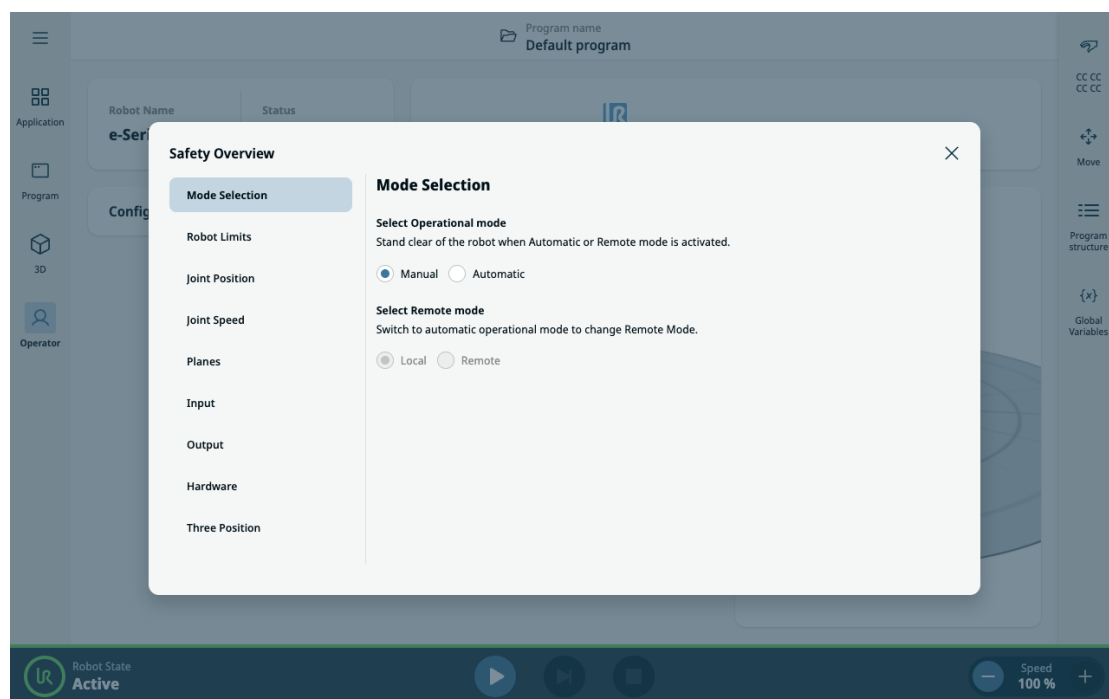 Program name
Default program
Application
Program
3D
Operator
Robot Name
Status
e-Seri
Config
Safety Overview
Mode Selection
Robot Limits
Joint Position
Joint Speed
Planes
Input
Output
Hardware
Three Position
Mode Selection
Select Operational mode
Stand clear of the robot when Automatic or Remote mode is activated.
Manual Automatic
Select Remote mode
Switch to automatic operational mode to change Remote Mode.
Local Remote
CC CC
CC CC
Move
Program
structure
{x}
Global
Variables
UR
Robot State
Active
Speed
100 %